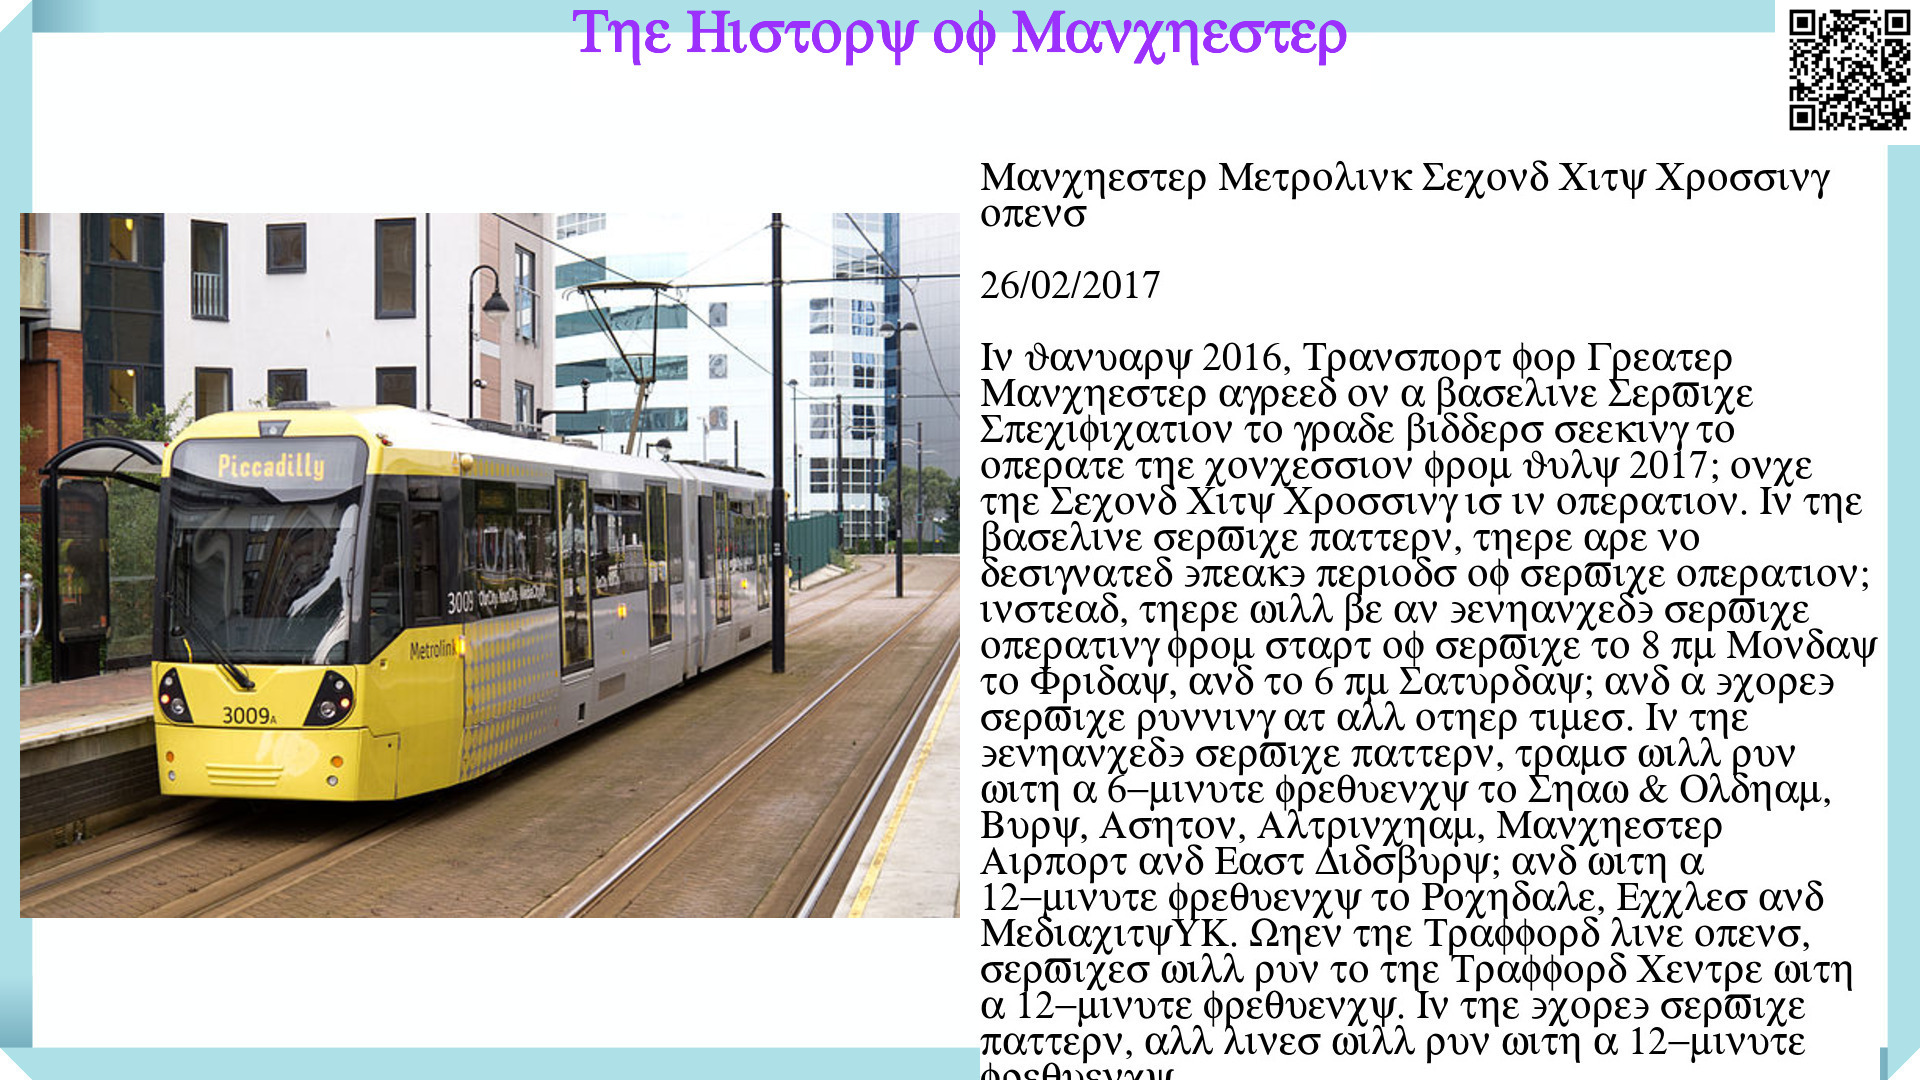 Τηε Ηιστορψ οφ Μανχηεστερ
Μανχηεστερ Μετρολινκ Σεχονδ Χιτψ Χροσσινγ
οπενσ
26/02/2017
Ιν ϑανυαρψ 2016, Τρανσπορτ φορ Γρεατερ
Μανχηεστερ αγρεεδ ον α βασελινε Σερϖιχε
Σπεχιφιχατιον το γραδε βιδδερσ σεεκινγ το
οπερατε τηε χονχεσσιον φρομ ϑυλψ 2017; ονχε
τηε Σεχονδ Χιτψ Χροσσινγ ισ ιν οπερατιον. Ιν τηε
βασελινε σερϖιχε παττερν, τηερε αρε νο
δεσιγνατεδ ϶πεακ϶ περιοδσ οφ σερϖιχε οπερατιον;
ινστεαδ, τηερε ωιλλ βε αν ϶ενηανχεδ϶ σερϖιχε
οπερατινγ φρομ σταρτ οφ σερϖιχε το 8 πμ Μονδαψ
το Φριδαψ, ανδ το 6 πμ Σατυρδαψ; ανδ α ϶χορε϶
σερϖιχε ρυννινγ ατ αλλ οτηερ τιμεσ. Ιν τηε
϶ενηανχεδ϶ σερϖιχε παττερν, τραμσ ωιλλ ρυν
ωιτη α 6−μινυτε φρεθυενχψ το Σηαω & Ολδηαμ,
Βυρψ, Ασητον, Αλτρινχηαμ, Μανχηεστερ
Αιρπορτ ανδ Εαστ Διδσβυρψ; ανδ ωιτη α
12−μινυτε φρεθυενχψ το Ροχηδαλε, Εχχλεσ ανδ
ΜεδιαχιτψΥΚ. Ωηεν τηε Τραφφορδ λινε οπενσ,
σερϖιχεσ ωιλλ ρυν το τηε Τραφφορδ Χεντρε ωιτη
α 12−μινυτε φρεθυενχψ. Ιν τηε ϶χορε϶ σερϖιχε
παττερν, αλλ λινεσ ωιλλ ρυν ωιτη α 12−μινυτε
φρεθυενχψ
Piccadilly
3009
Metrolink
3009A